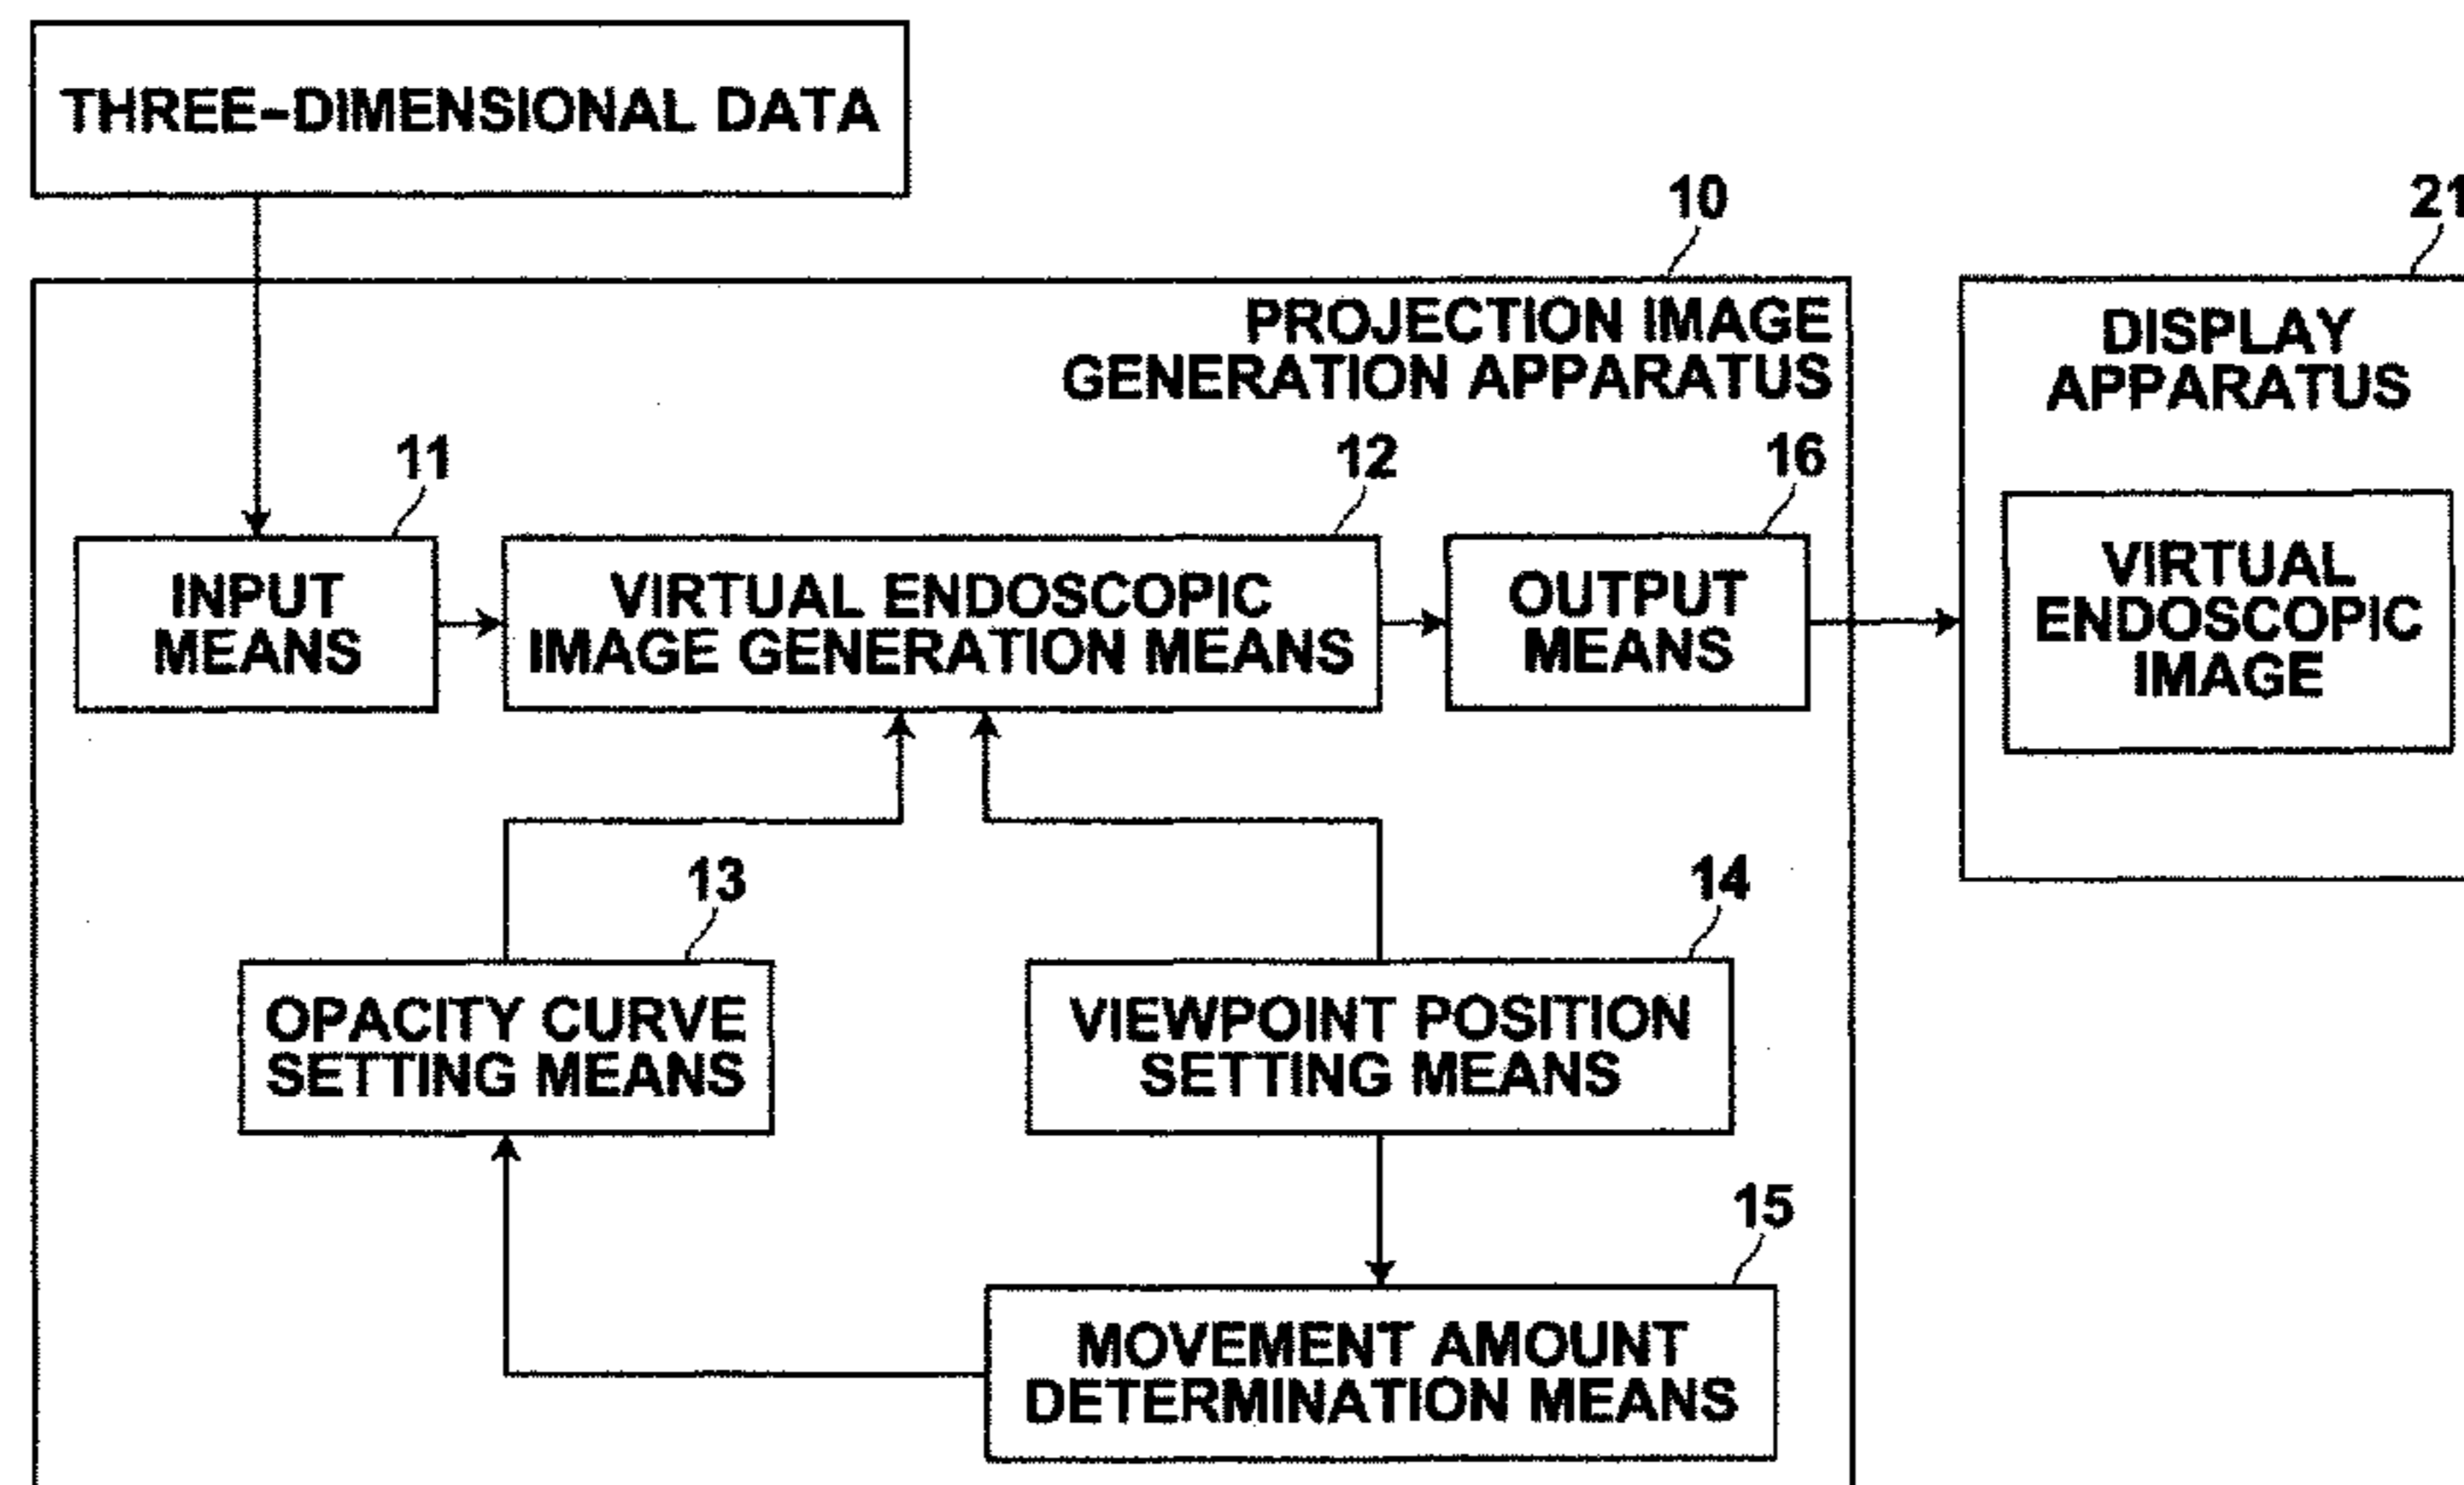 THREE-DIMENSIONAL DATA
10
21
PROJECTION IMAGE
GENERATION APPARATUS
DISPLAY
APPARATUS
11
12
16
INPUT
MEANS
VIRTUAL ENDOSCOPIC
IMAGE GENERATION MEANS
OUTPUT
MEANS
VIRTUAL
ENDOSCOPIC
IMAGE
13
14
OPACITY CURVE
SETTING MEANS
VIEWPOINT POSITION
SETTING MEANS
15
MOVEMENT AMOUNT
DETERMINATION MEANS